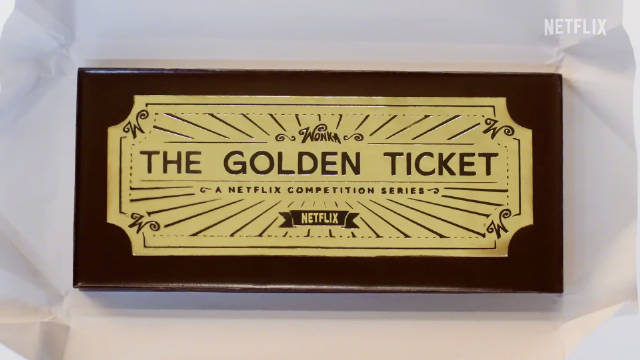 NETFLIX
W W
WONKA
THE GOLDEN TICKET
A NETFLIX COMPETITION SERIES
NETFLIX
W W